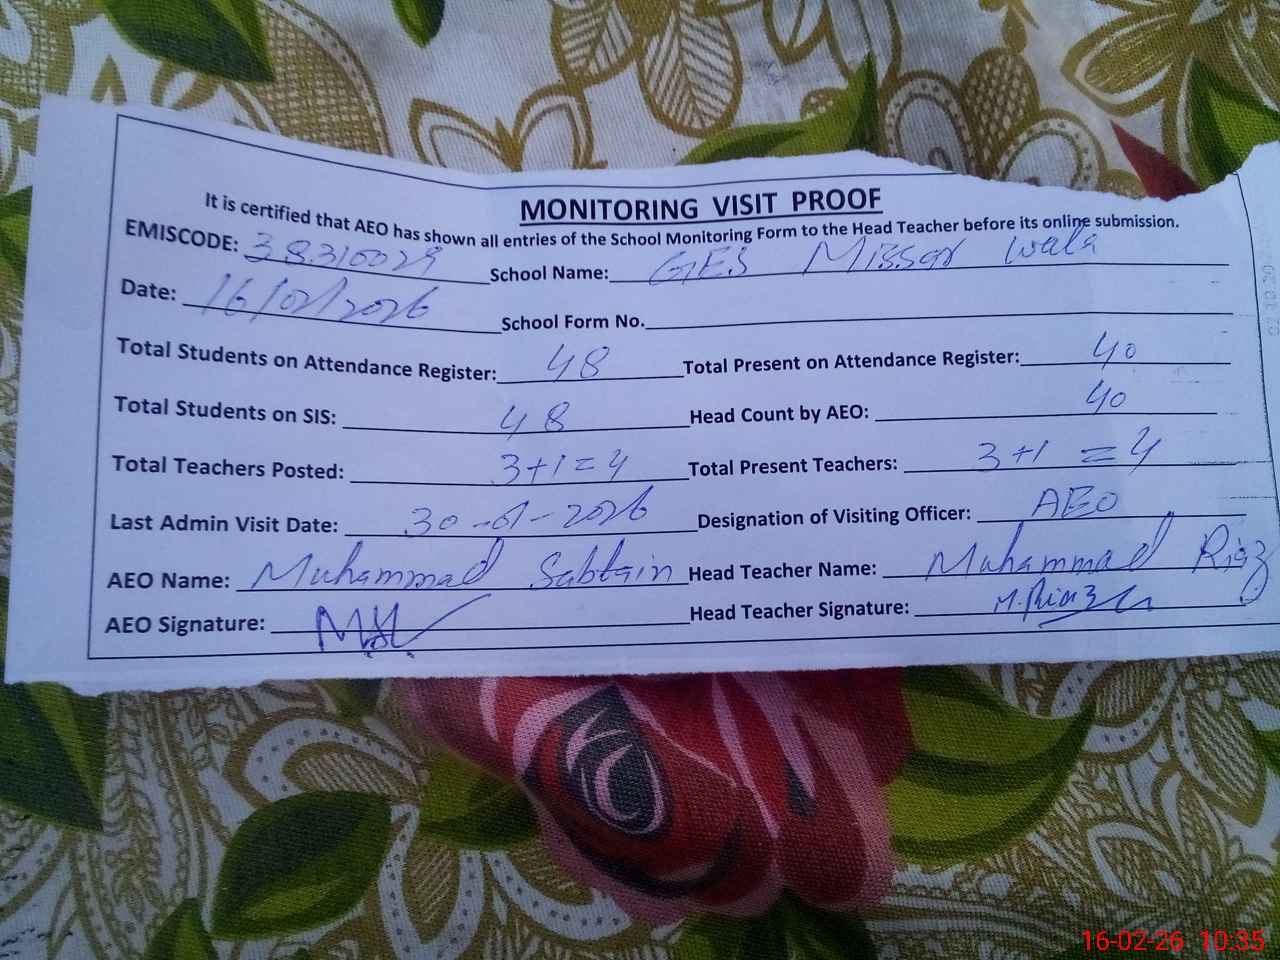 MONITORING VISIT PROOF
It is certified that AEO has shown all entries of the School Monitoring Form to the Head Teacher before its online submission.
EMISCODE: 38310029 School Name: GES Missar Wala
Date: 16/02/2026 School Form No.
Total Students on Attendance Register: 48 Total Present on Attendance Register: 40
Total Students on SIS: 48 Head Count by AEO: 40
Total Teachers Posted: 3+1=4 Total Present Teachers: 3+1=4
Last Admin Visit Date: 30-01-2026 Designation of Visiting Officer: AEO
AEO Name: Muhammad Sabtain Head Teacher Name: Muhammad Riaz
AEO Signature: Head Teacher Signature: M.Riaz
16-02-26 10:35